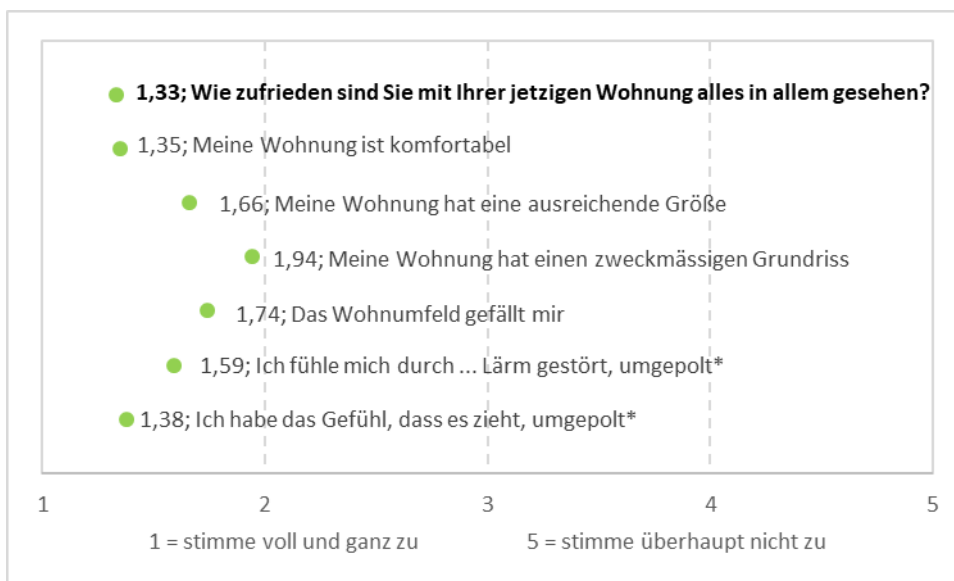 1,33; Wie zufrieden sind Sie mit Ihrer jetzigen Wohnung alles in allem gesehen?
1,35; Meine Wohnung ist komfortabel
1,66; Meine Wohnung hat eine ausreichende Größe
1,94; Meine Wohnung hat einen zweckmässigen Grundriss
1,74; Das Wohnumfeld gefällt mir
1,59; Ich fühle mich durch ... Lärm gestört, umgepolt*
1,38; Ich habe das Gefühl, dass es zieht, umgepolt*
1 2 3 4 5
1 = stimme voll und ganz zu 5 = stimme überhaupt nicht zu